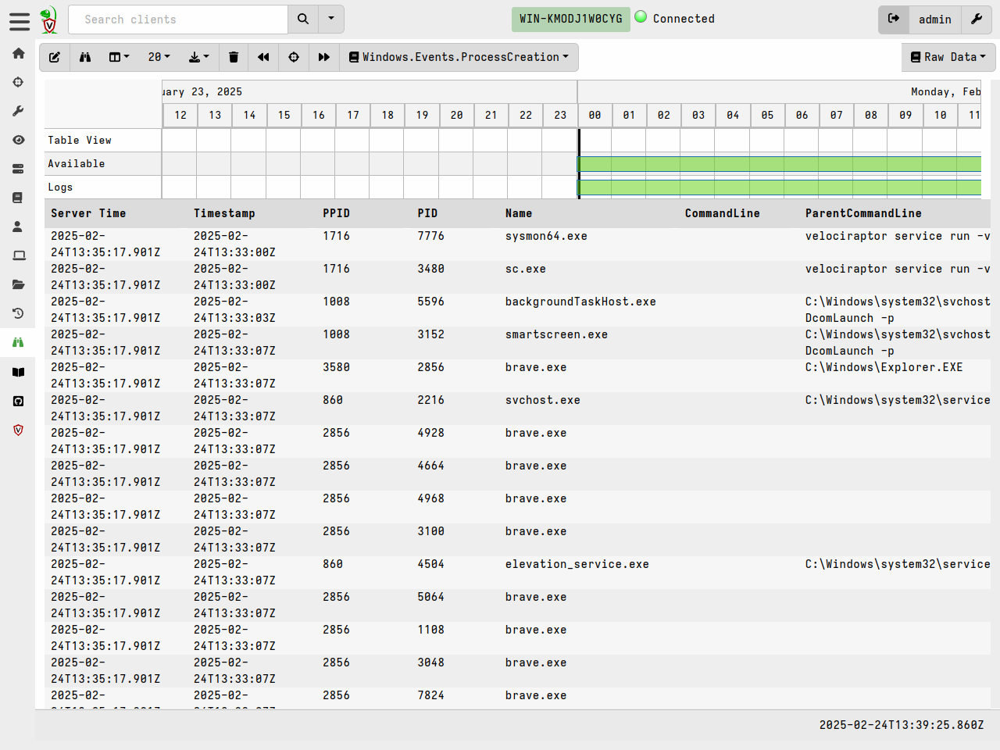 Search clients
WIN-KMODJ1W0CYG Connected
admin
20
Windows.Events.ProcessCreation
Raw Data
uary 23, 2025 Monday, Feb
12 13 14 15 16 17 18 19 20 21 22 23 00 01 02 03 04 05 06 07 08 09 10 11
Table View
Available
Logs
Server Time Timestamp PPID PID Name CommandLine ParentCommandLine
2025-02- 2025-02- 1716 7776 sysmon64.exe velociraptor service run -v
24T13:35:17.901Z 24T13:33:00Z
2025-02- 2025-02- 1716 3480 sc.exe velociraptor service run -v
24T13:35:17.901Z 24T13:33:00Z
2025-02- 2025-02- 1008 5596 backgroundTaskHost.exe C:\Windows\system32\svchost
24T13:35:17.901Z 24T13:33:03Z DcomLaunch -p
2025-02- 2025-02- 1008 3152 smartscreen.exe C:\Windows\system32\svchost
24T13:35:17.901Z 24T13:33:07Z DcomLaunch -p
2025-02- 2025-02- 3580 2856 brave.exe C:\Windows\Explorer.EXE
24T13:35:17.901Z 24T13:33:07Z
2025-02- 2025-02- 860 2216 svchost.exe C:\Windows\system32\service
24T13:35:17.901Z 24T13:33:07Z
2025-02- 2025-02- 2856 4928 brave.exe
24T13:35:17.901Z 24T13:33:07Z
2025-02- 2025-02- 2856 4664 brave.exe
24T13:35:17.901Z 24T13:33:07Z
2025-02- 2025-02- 2856 4968 brave.exe
24T13:35:17.901Z 24T13:33:07Z
2025-02- 2025-02- 2856 3100 brave.exe
24T13:35:17.901Z 24T13:33:07Z
2025-02- 2025-02- 860 4504 elevation_service.exe C:\Windows\system32\service
24T13:35:17.901Z 24T13:33:07Z
2025-02- 2025-02- 2856 5064 brave.exe
24T13:35:17.901Z 24T13:33:07Z
2025-02- 2025-02- 2856 1108 brave.exe
24T13:35:17.901Z 24T13:33:07Z
2025-02- 2025-02- 2856 3048 brave.exe
24T13:35:17.901Z 24T13:33:07Z
2025-02- 2025-02- 2856 7824 brave.exe
2025-02-24T13:39:25.860Z